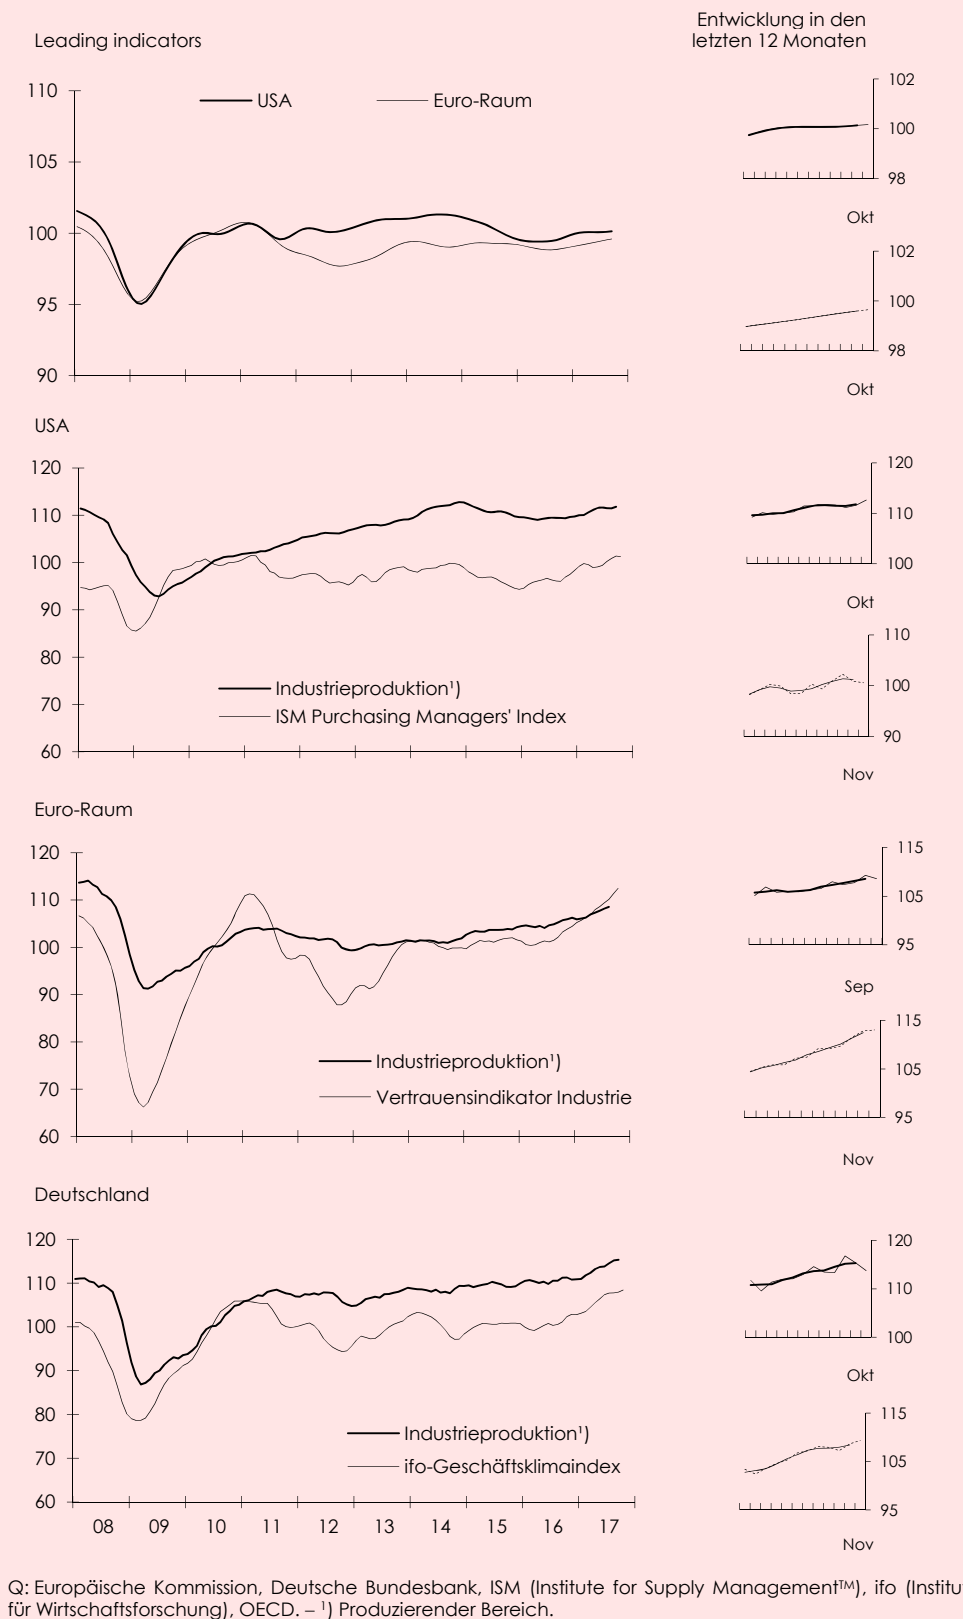 Leading indicators
Entwicklung in den
letzten 12 Monaten
110
105
100
95
90
USA
Euro-Raum
102
100
98
Okt
102
100
98
Okt
USA
120
110
100
90
80
70
60
Industrieproduktion¹)
ISM Purchasing Managers' Index
120
110
100
Okt
110
100
90
Nov
Euro-Raum
120
110
100
90
80
70
60
Industrieproduktion¹)
Vertrauensindikator Industrie
115
105
95
Sep
115
105
95
Nov
Deutschland
120
110
100
90
80
70
60
Industrieproduktion¹)
ifo-Geschäftsklimaindex
08 09 10 11 12 13 14 15 16 17
120
110
100
Okt
115
105
95
Nov
Q: Europäische Kommission, Deutsche Bundesbank, ISM (Institute for Supply Management™), ifo (Institu
für Wirtschaftsforschung), OECD. – ¹) Produzierender Bereich.